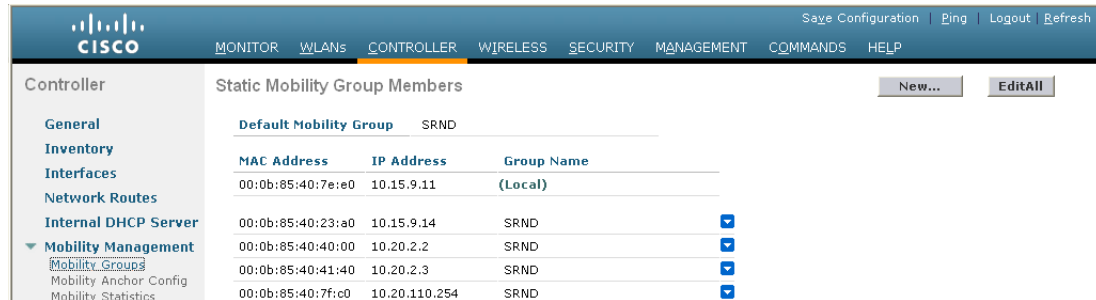 Save Configuration | Ping | Logout | Refresh
CISCO
MONITOR WLANs CONTROLLER WIRELESS SECURITY MANAGEMENT COMMANDS HELP
Controller
General
Inventory
Interfaces
Network Routes
Internal DHCP Server
Mobility Management
Mobility Groups
Mobility Anchor Config
Mobility Statistics
Static Mobility Group Members
New...
EditAll
Default Mobility Group SRND
MAC Address IP Address Group Name
00:0b:85:40:7e:e0 10.15.9.11 (Local)
00:0b:85:40:23:a0 10.15.9.14 SRND
00:0b:85:40:40:00 10.20.2.2 SRND
00:0b:85:40:41:40 10.20.2.3 SRND
00:0b:85:40:7f:c0 10.20.110.254 SRND